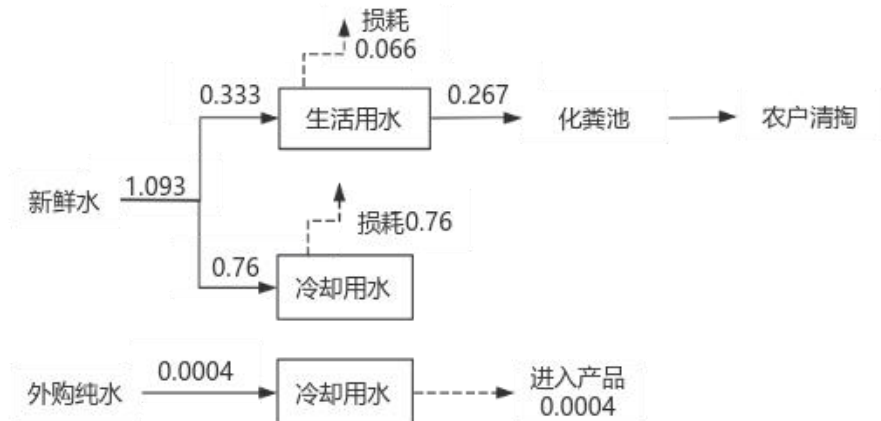 损耗
0.066
0.333
生活用水
0.267
化粪池
农户清掏
新鲜水
1.093
损耗0.76
0.76
冷却用水
外购纯水
0.0004
冷却用水
进入产品
0.0004